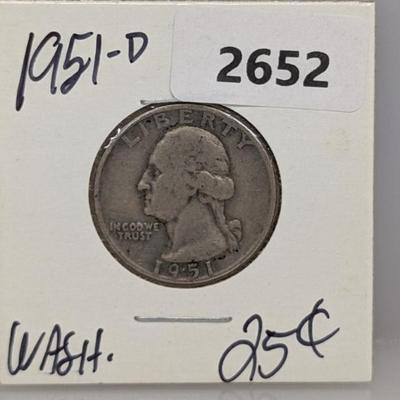 1951-D
2652
LIBERTY
IN GOD WE
TRUST
1951
WASH.
25¢